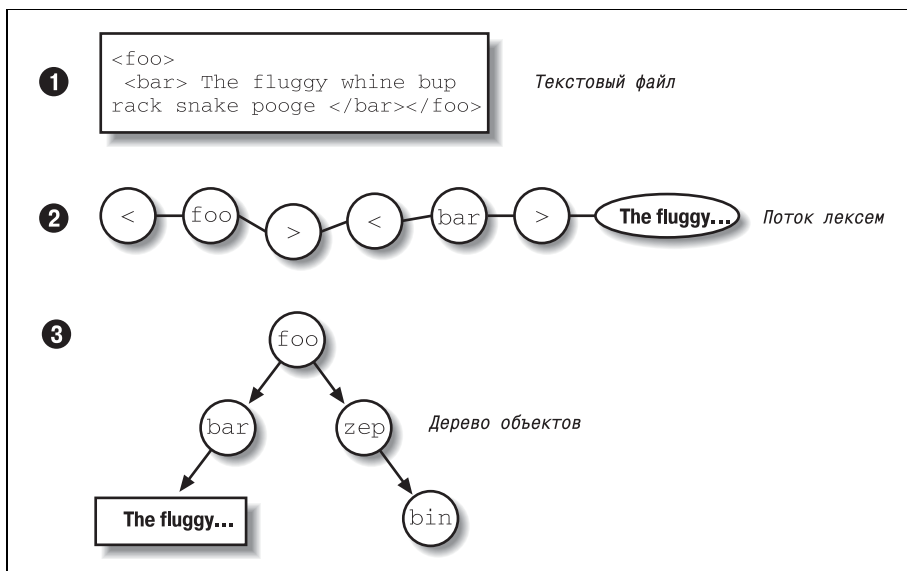 1
<foo>
<bar> The fluggy whine bup
rack snake pooge </bar></foo>
Текстовый файл
2
< foo > < bar > The fluggy...
Поток лексем
3
foo
bar zep
Дерево объектов
The fluggy...
bin